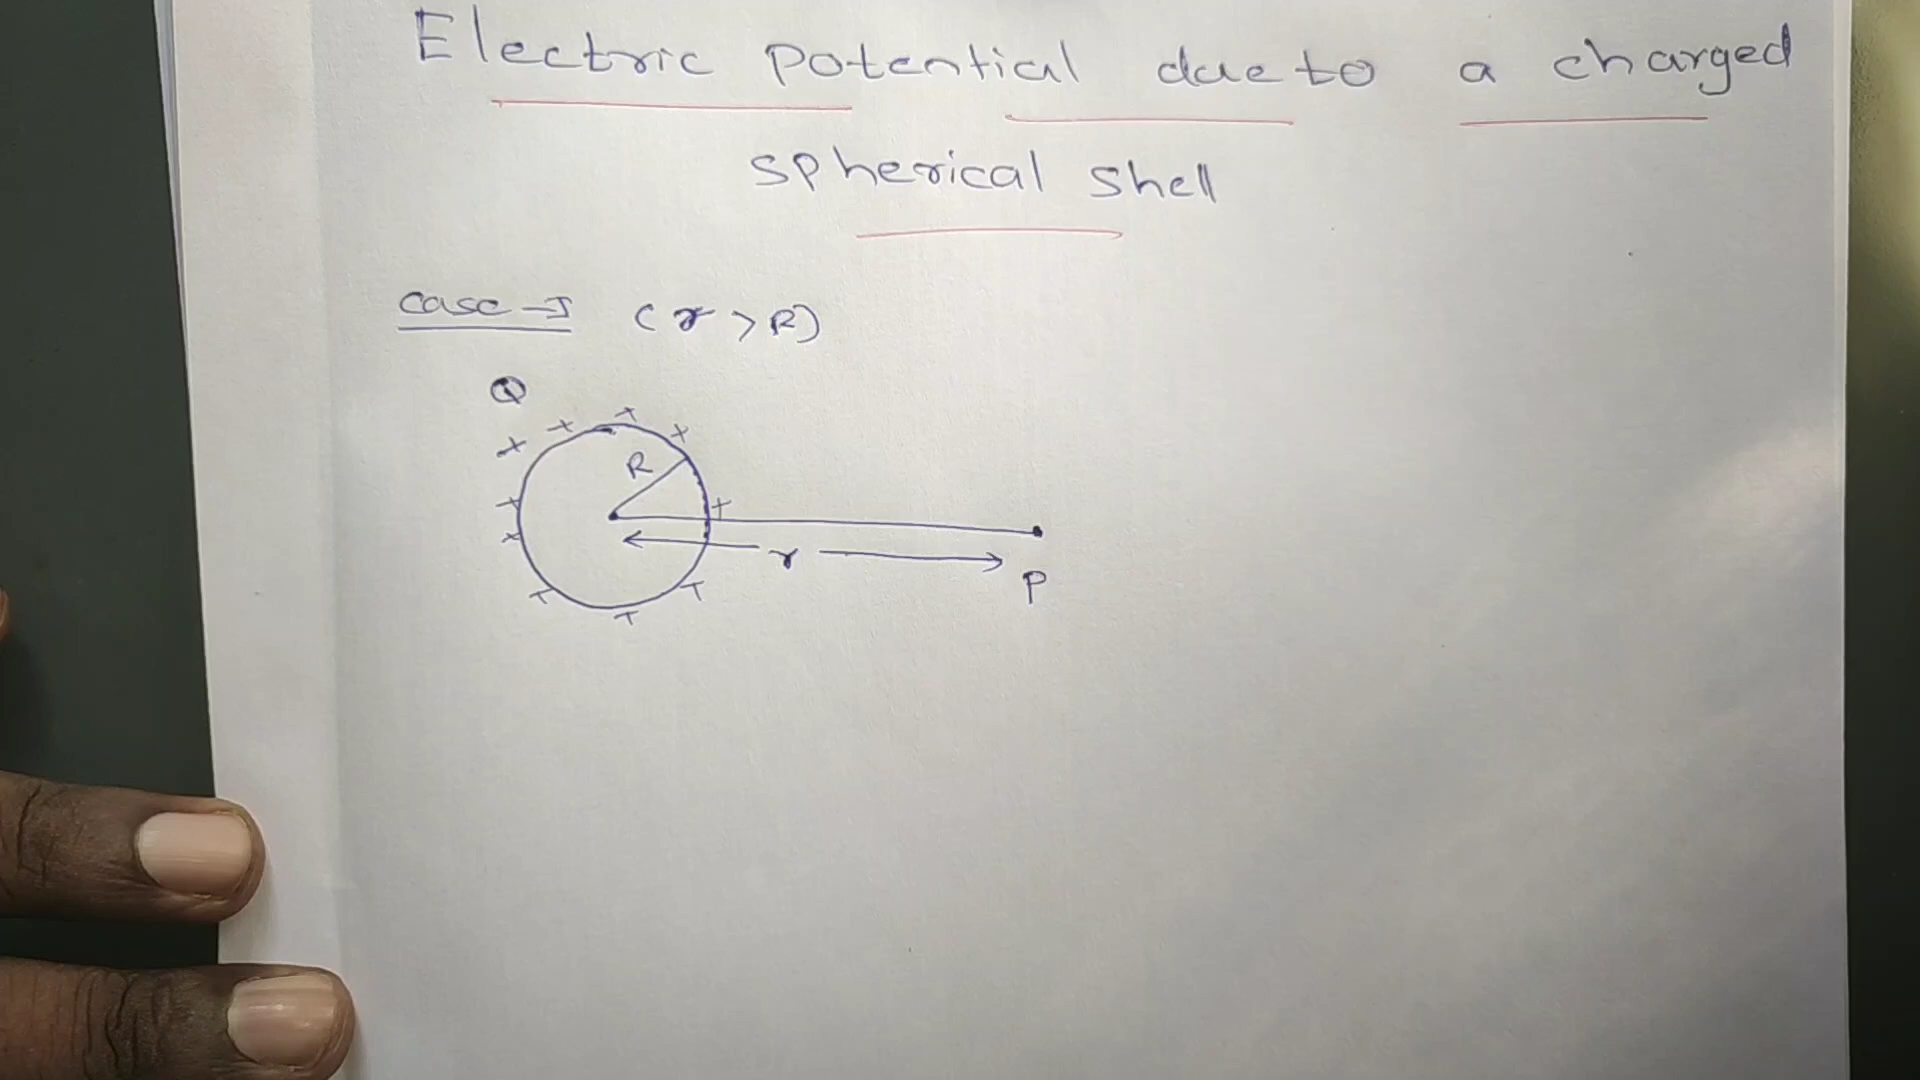 Electric potential due to a charged
spherical shell
case-I (r > R)
Q
R
r
P